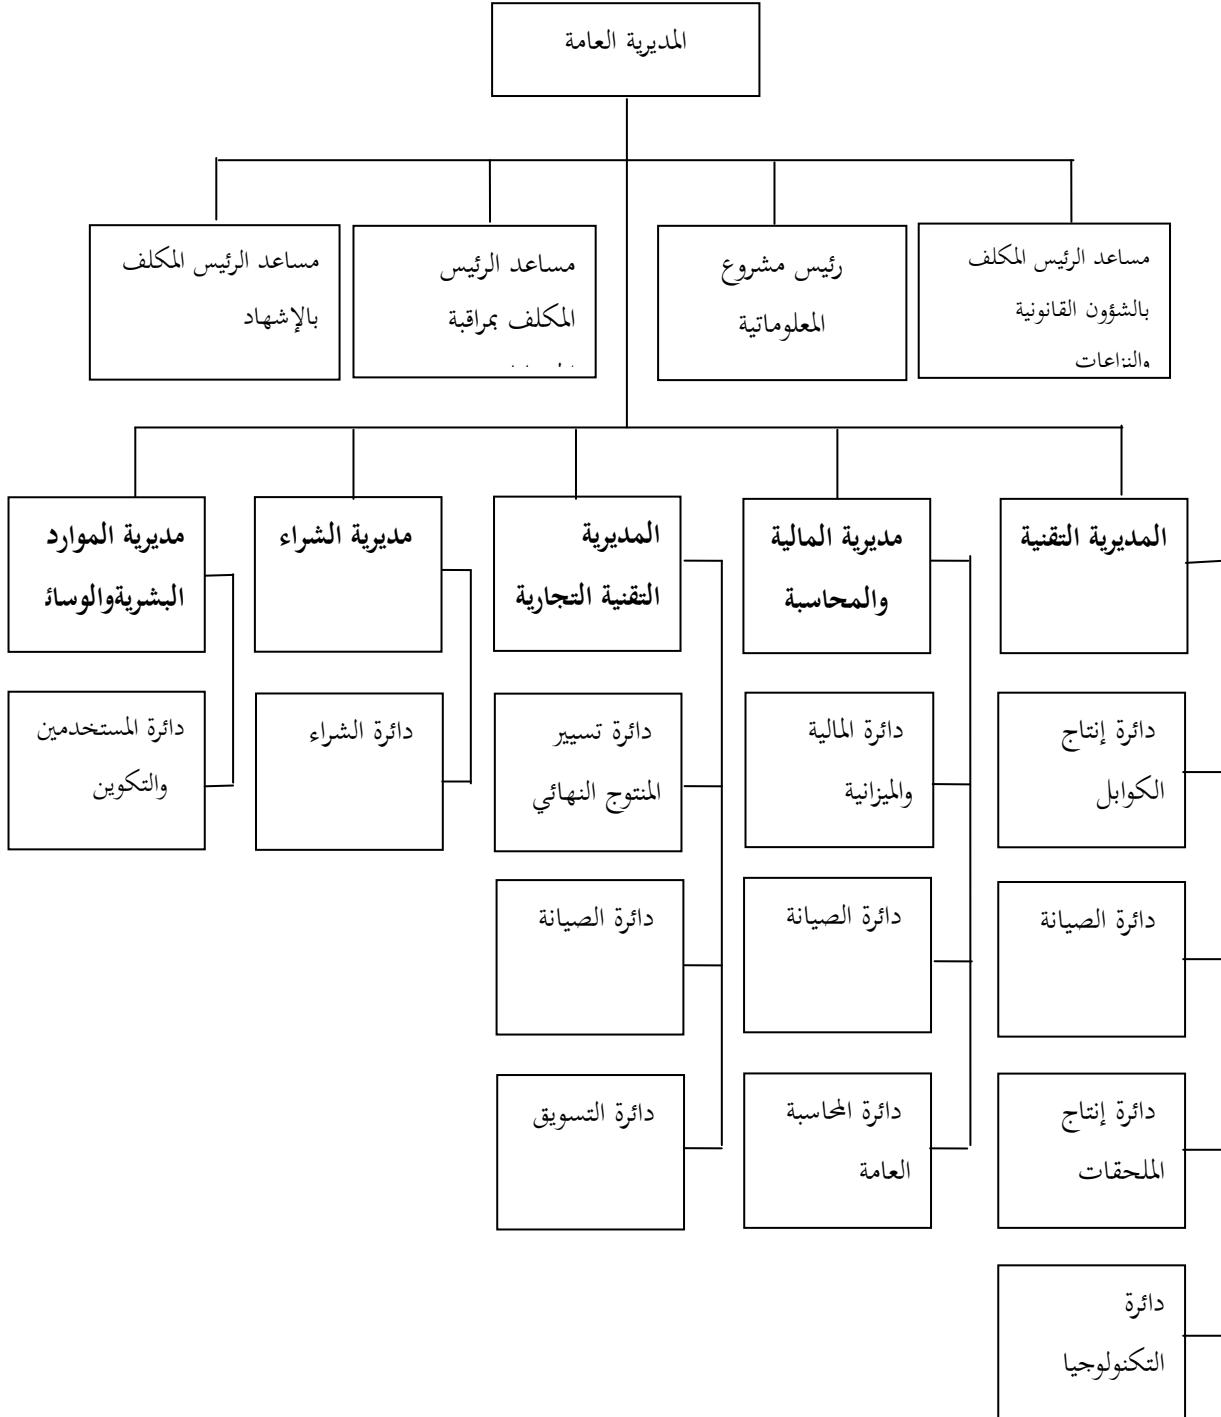 المديرية العامة
مساعد الرئيس المكلف
بالشؤون القانونية
والنزاعات
رئيس مشروع
المعلوماتية
مساعد الرئيس
المكلف بمراقبة
مساعد الرئيس المكلف
بالإشهاد
المديرية التقنية
مديرية المالية
والمحاسبة
المديرية
التقنية التجارية
مديرية الشراء
مديرية الموارد
البشريةوالوسائ
دائرة إنتاج
الكوابل
دائرة المالية
والميزانية
دائرة تسيير
المنتوج النهائي
دائرة الشراء
دائرة المستخدمين
والتكوين
دائرة الصيانة
دائرة الصيانة
دائرة الصيانة
دائرة إنتاج
الملحقات
دائرة المحاسبة
العامة
دائرة التسويق
دائرة
التكنولوجيا